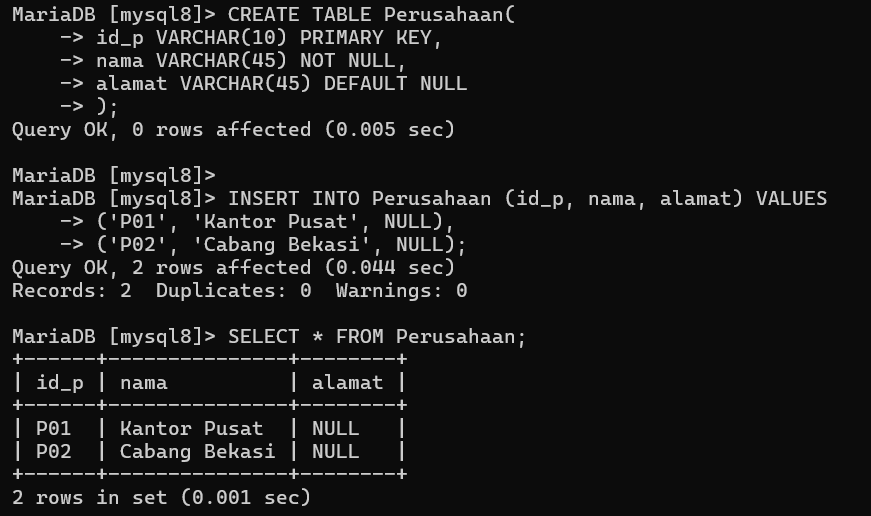 MariaDB [mysql8]> CREATE TABLE Perusahaan(
    -> id_p VARCHAR(10) PRIMARY KEY,
    -> nama VARCHAR(45) NOT NULL,
    -> alamat VARCHAR(45) DEFAULT NULL
    -> );
Query OK, 0 rows affected (0.005 sec)

MariaDB [mysql8]>
MariaDB [mysql8]> INSERT INTO Perusahaan (id_p, nama, alamat) VALUES
    -> ('P01', 'Kantor Pusat', NULL),
    -> ('P02', 'Cabang Bekasi', NULL);
Query OK, 2 rows affected (0.044 sec)
Records: 2  Duplicates: 0  Warnings: 0

MariaDB [mysql8]> SELECT * FROM Perusahaan;
+------+---------------+--------+
| id_p | nama          | alamat |
+------+---------------+--------+
| P01  | Kantor Pusat  | NULL   |
| P02  | Cabang Bekasi | NULL   |
+------+---------------+--------+
2 rows in set (0.001 sec)